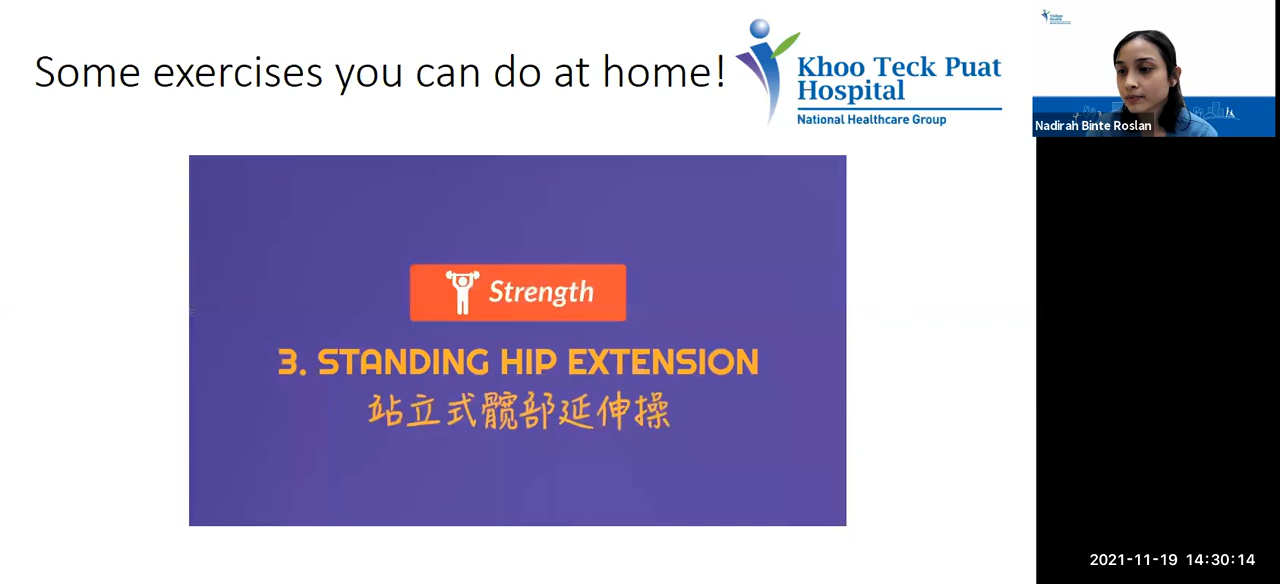 Some exercises you can do at home!
Khoo Teck Puat
Hospital
National Healthcare Group
Nadirah Binte Roslan
Strength
3. STANDING HIP EXTENSION
站立式髖部延伸操
2021-11-19 14:30:14